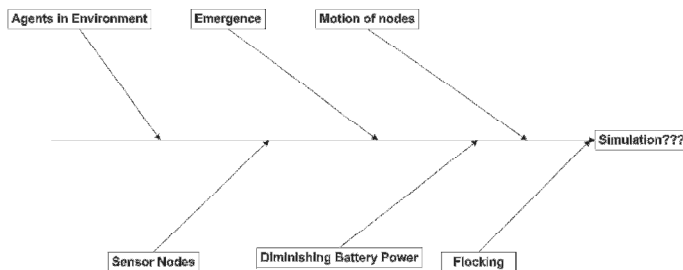 Agents in Environment
Emergence
Motion of nodes
Simulation???
Sensor Nodes
Diminishing Battery Power
Flocking